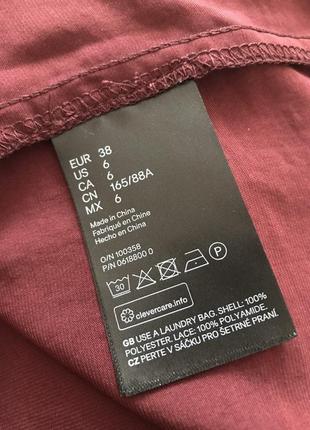 EUR 38
US 6
CA 6
CN 165/88A
MX 6
Made in China
Fabriqué en Chine
Hecho en China
O/N 100358
P/N 0618800 0
30
P
clevercare.info
GB USE A LAUNDRY BAG. SHELL: 100%
POLYESTER. LACE: 100% POLYAMIDE.
CZ PERTE V SÁČKU PRO ŠETRNÉ PRANÍ.